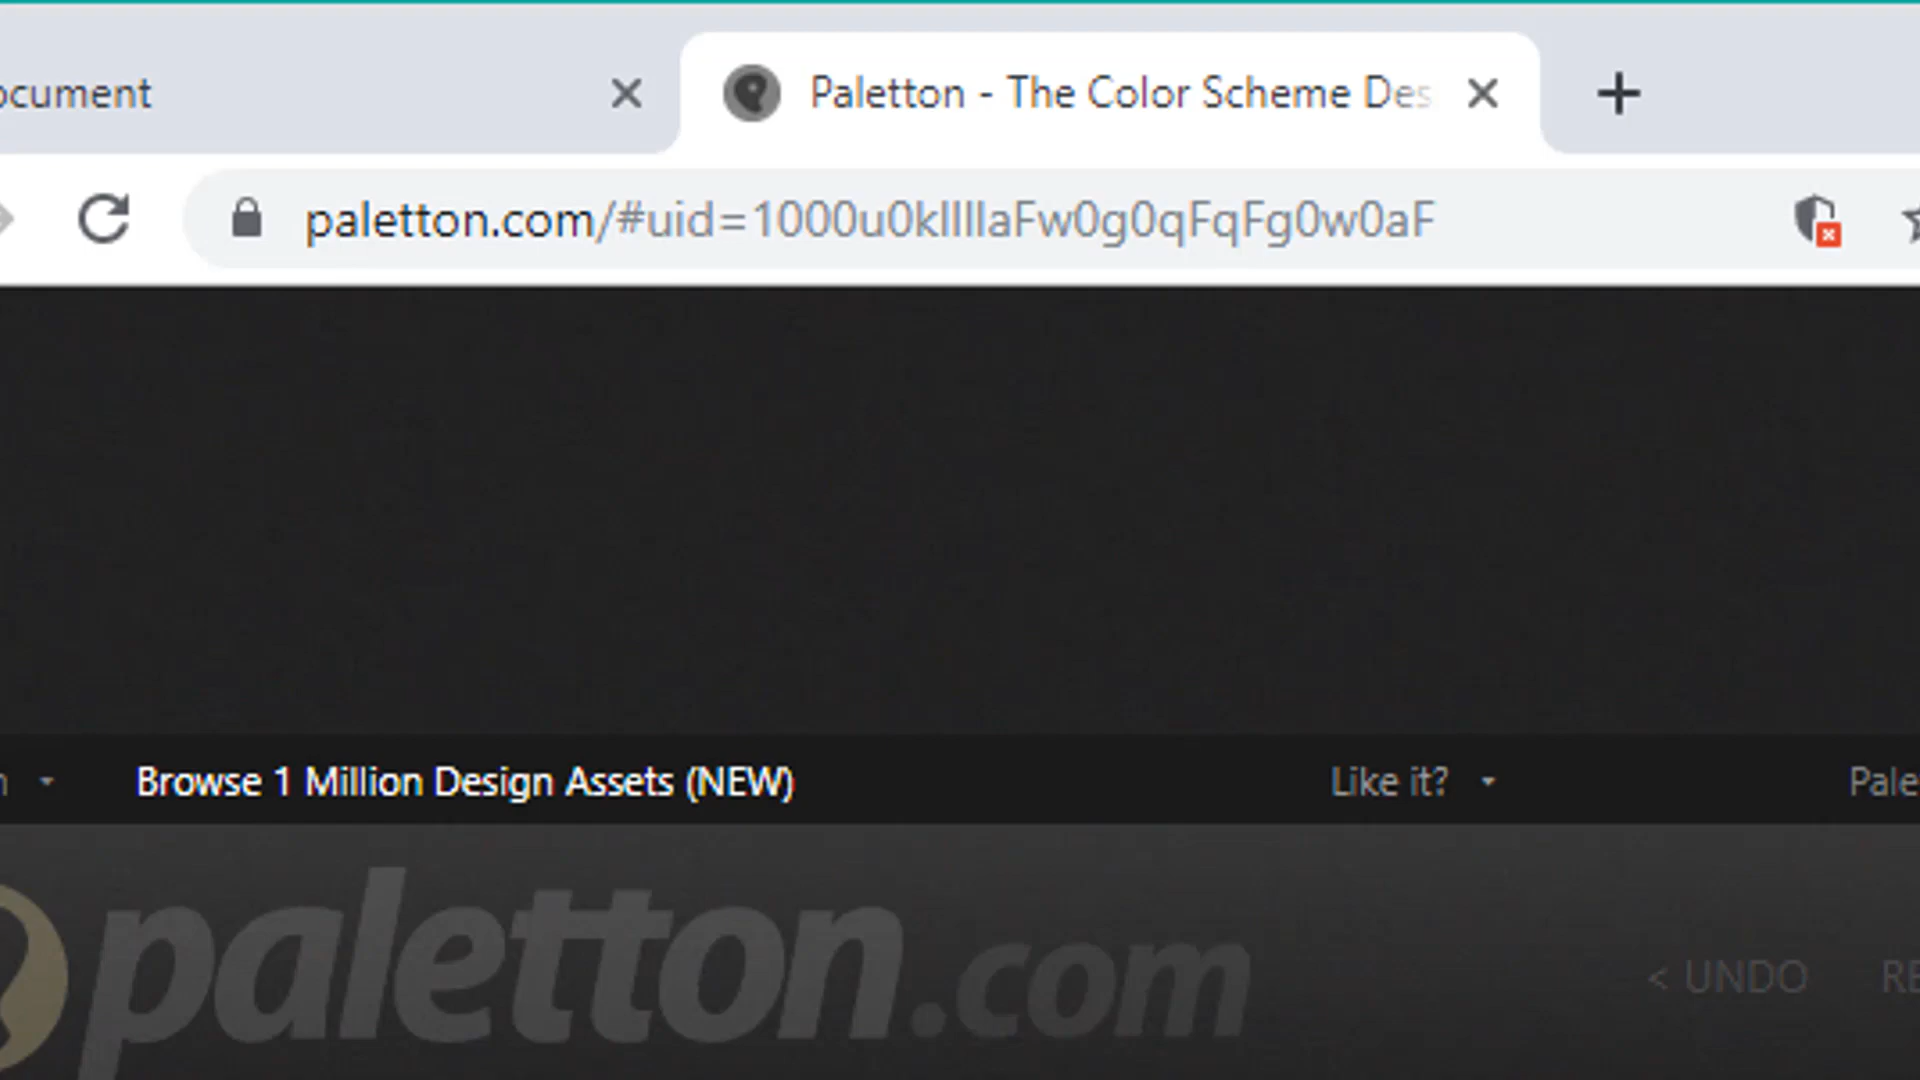 ocument
Paletton - The Color Scheme Des
paletton.com/#uid=1000u0kllllaFw0g0qFqFg0w0aF
Browse 1 Million Design Assets (NEW)
Like it?
Pale
paletton.com
< UNDO
RE